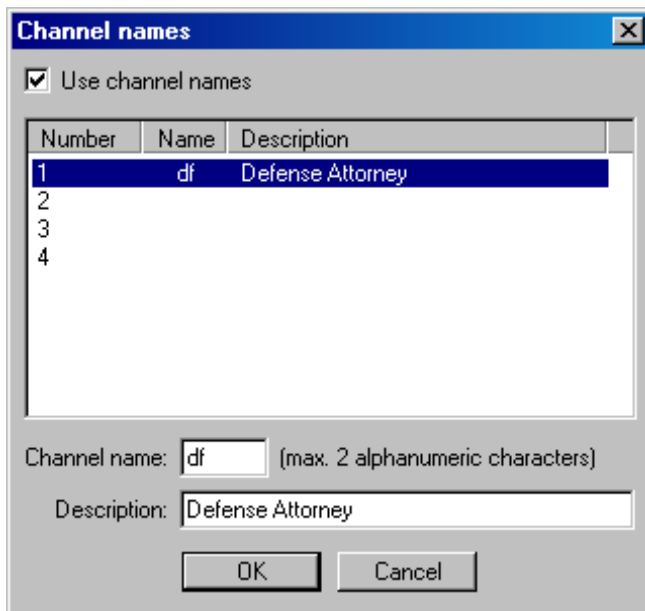 Channel names
Use channel names
Number Name Description
1 df Defense Attorney
2
3
4
Channel name: df (max. 2 alphanumeric characters)
Description: Defense Attorney
OK Cancel